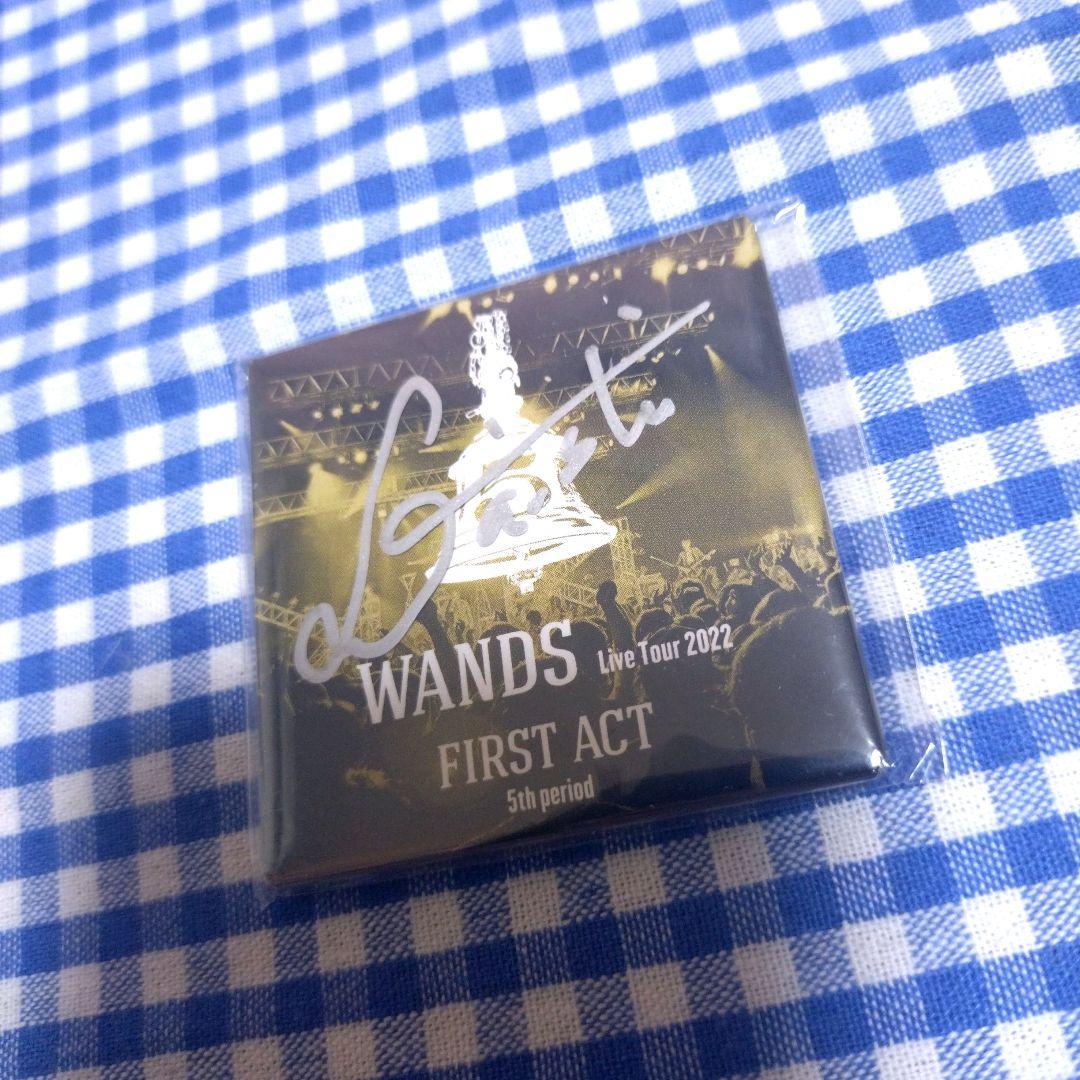 WANDS Live Tour 2022
FIRST ACT
5th period